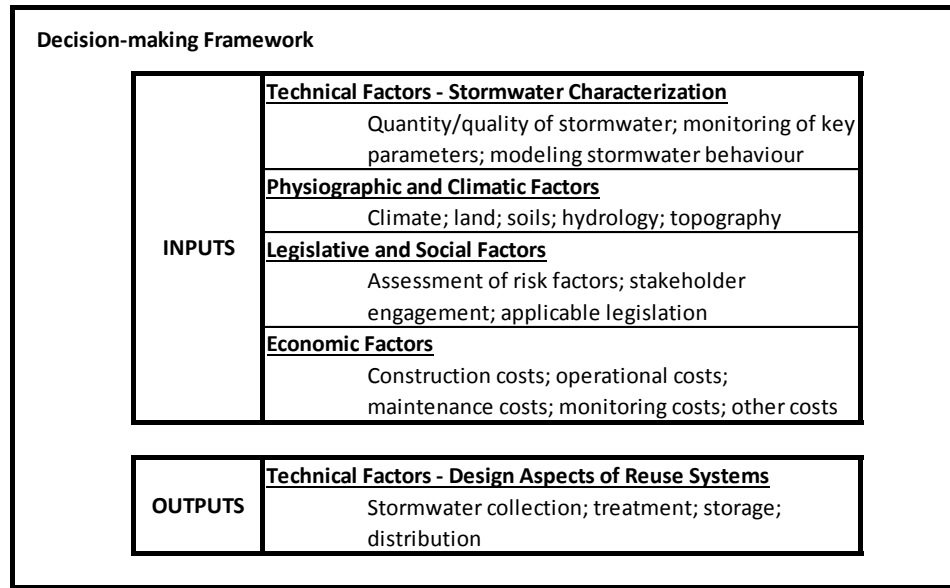 Decision-making Framework
Technical Factors - Stormwater Characterization
Quantity/quality of stormwater; monitoring of key
parameters; modeling stormwater behaviour
Physiographic and Climatic Factors
Climate; land; soils; hydrology; topography
INPUTS
Legislative and Social Factors
Assessment of risk factors; stakeholder
engagement; applicable legislation
Economic Factors
Construction costs; operational costs;
maintenance costs; monitoring costs; other costs
Technical Factors - Design Aspects of Reuse Systems
OUTPUTS
Stormwater collection; treatment; storage;
distribution